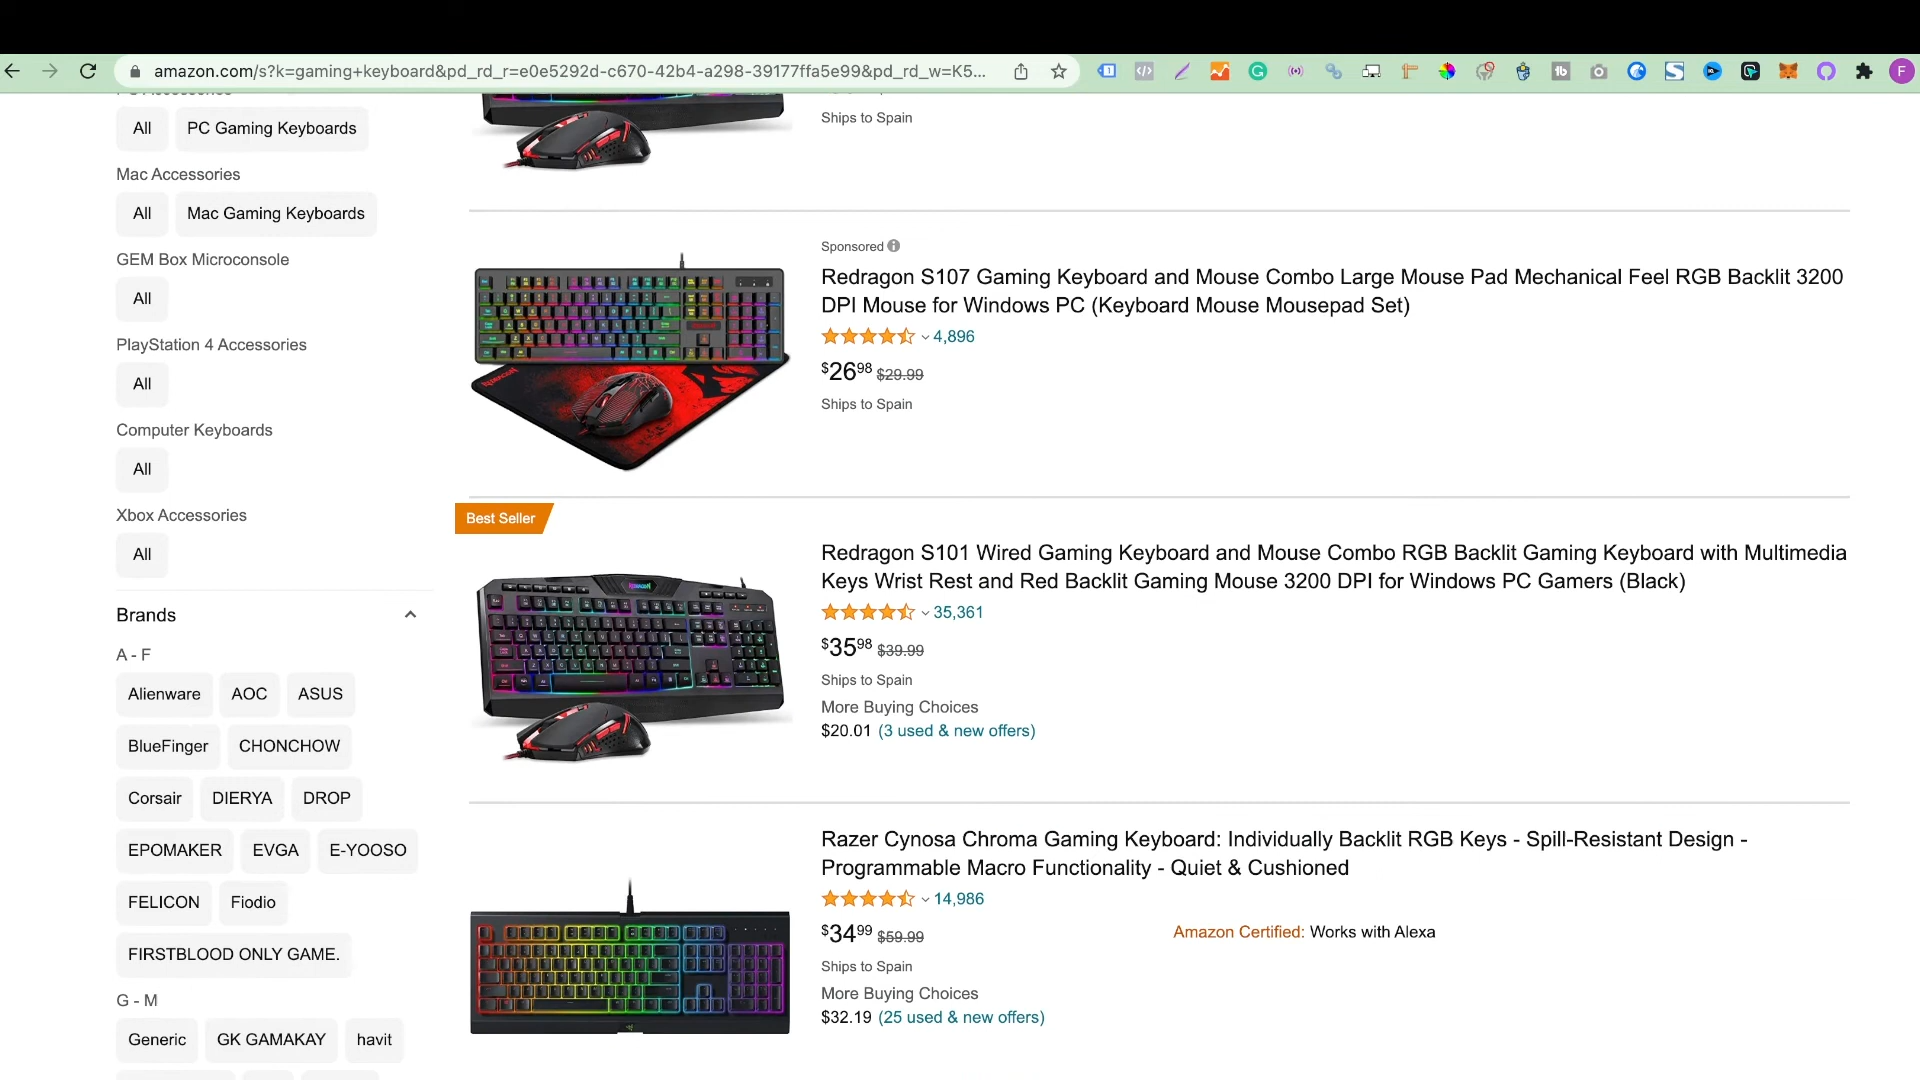 amazon.com/s?k=gaming+keyboard&pd_rd_r=e0e5292d-c670-42b4-a298-39177ffa5e99&pd_rd_w=K5...
F
All
PC Gaming Keyboards
Mac Accessories
All
Mac Gaming Keyboards
GEM Box Microconsole
All
PlayStation 4 Accessories
All
Computer Keyboards
All
Xbox Accessories
All
Brands
A - F
Alienware
AOC
ASUS
BlueFinger
CHONCHOW
Corsair
DIERYA
DROP
EPOMAKER
EVGA
E-YOOSO
FELICON
Fiodio
FIRSTBLOOD ONLY GAME.
G - M
Generic
GK GAMAKAY
havit
Ships to Spain
Sponsored
Redragon S107 Gaming Keyboard and Mouse Combo Large Mouse Pad Mechanical Feel RGB Backlit 3200
DPI Mouse for Windows PC (Keyboard Mouse Mousepad Set)
4,896
$2698 $29.99
Ships to Spain
Best Seller
Redragon S101 Wired Gaming Keyboard and Mouse Combo RGB Backlit Gaming Keyboard with Multimedia
Keys Wrist Rest and Red Backlit Gaming Mouse 3200 DPI for Windows PC Gamers (Black)
35,361
$3598 $39.99
Ships to Spain
More Buying Choices
$20.01 (3 used & new offers)
Razer Cynosa Chroma Gaming Keyboard: Individually Backlit RGB Keys - Spill-Resistant Design -
Programmable Macro Functionality - Quiet & Cushioned
14,986
$3499 $59.99
Amazon Certified: Works with Alexa
Ships to Spain
More Buying Choices
$32.19 (25 used & new offers)